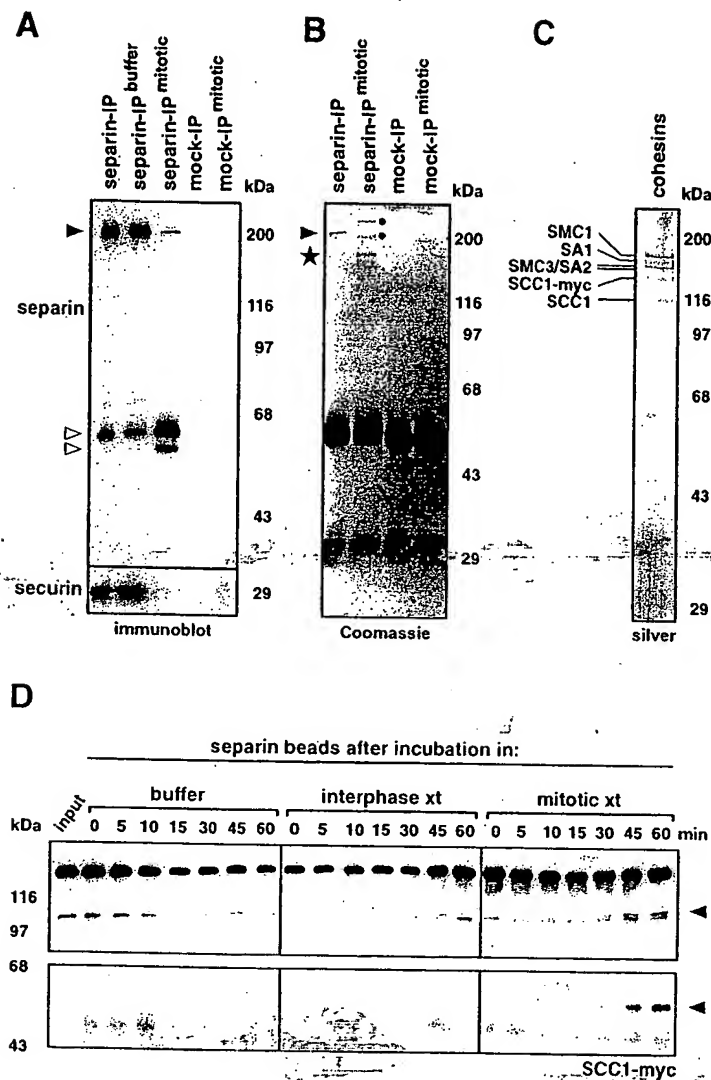 A
separin-IP
separin-IP buffer
separin-IP mitotic
mock-IP
mock-IP mitotic
kDa
200
116
97
68
43
29
separin
securin
immunoblot
B
separin-IP
separin-IP mitotic
mock-IP
mock-IP mitotic
kDa
200
116
97
68
43
29
Coomassie
C
cohesins
kDa
SMC1
SA1
SMC3/SA2
SCC1-myc
SCC1
200
116
97
68
43
29
silver
D
separin beads after incubation in:
buffer interphase xt mitotic xt
kDa input 0 5 10 15 30 45 60 0 5 10 15 30 45 60 0 5 10 15 30 45 60 min
116
97
68
43
SCC1-myc